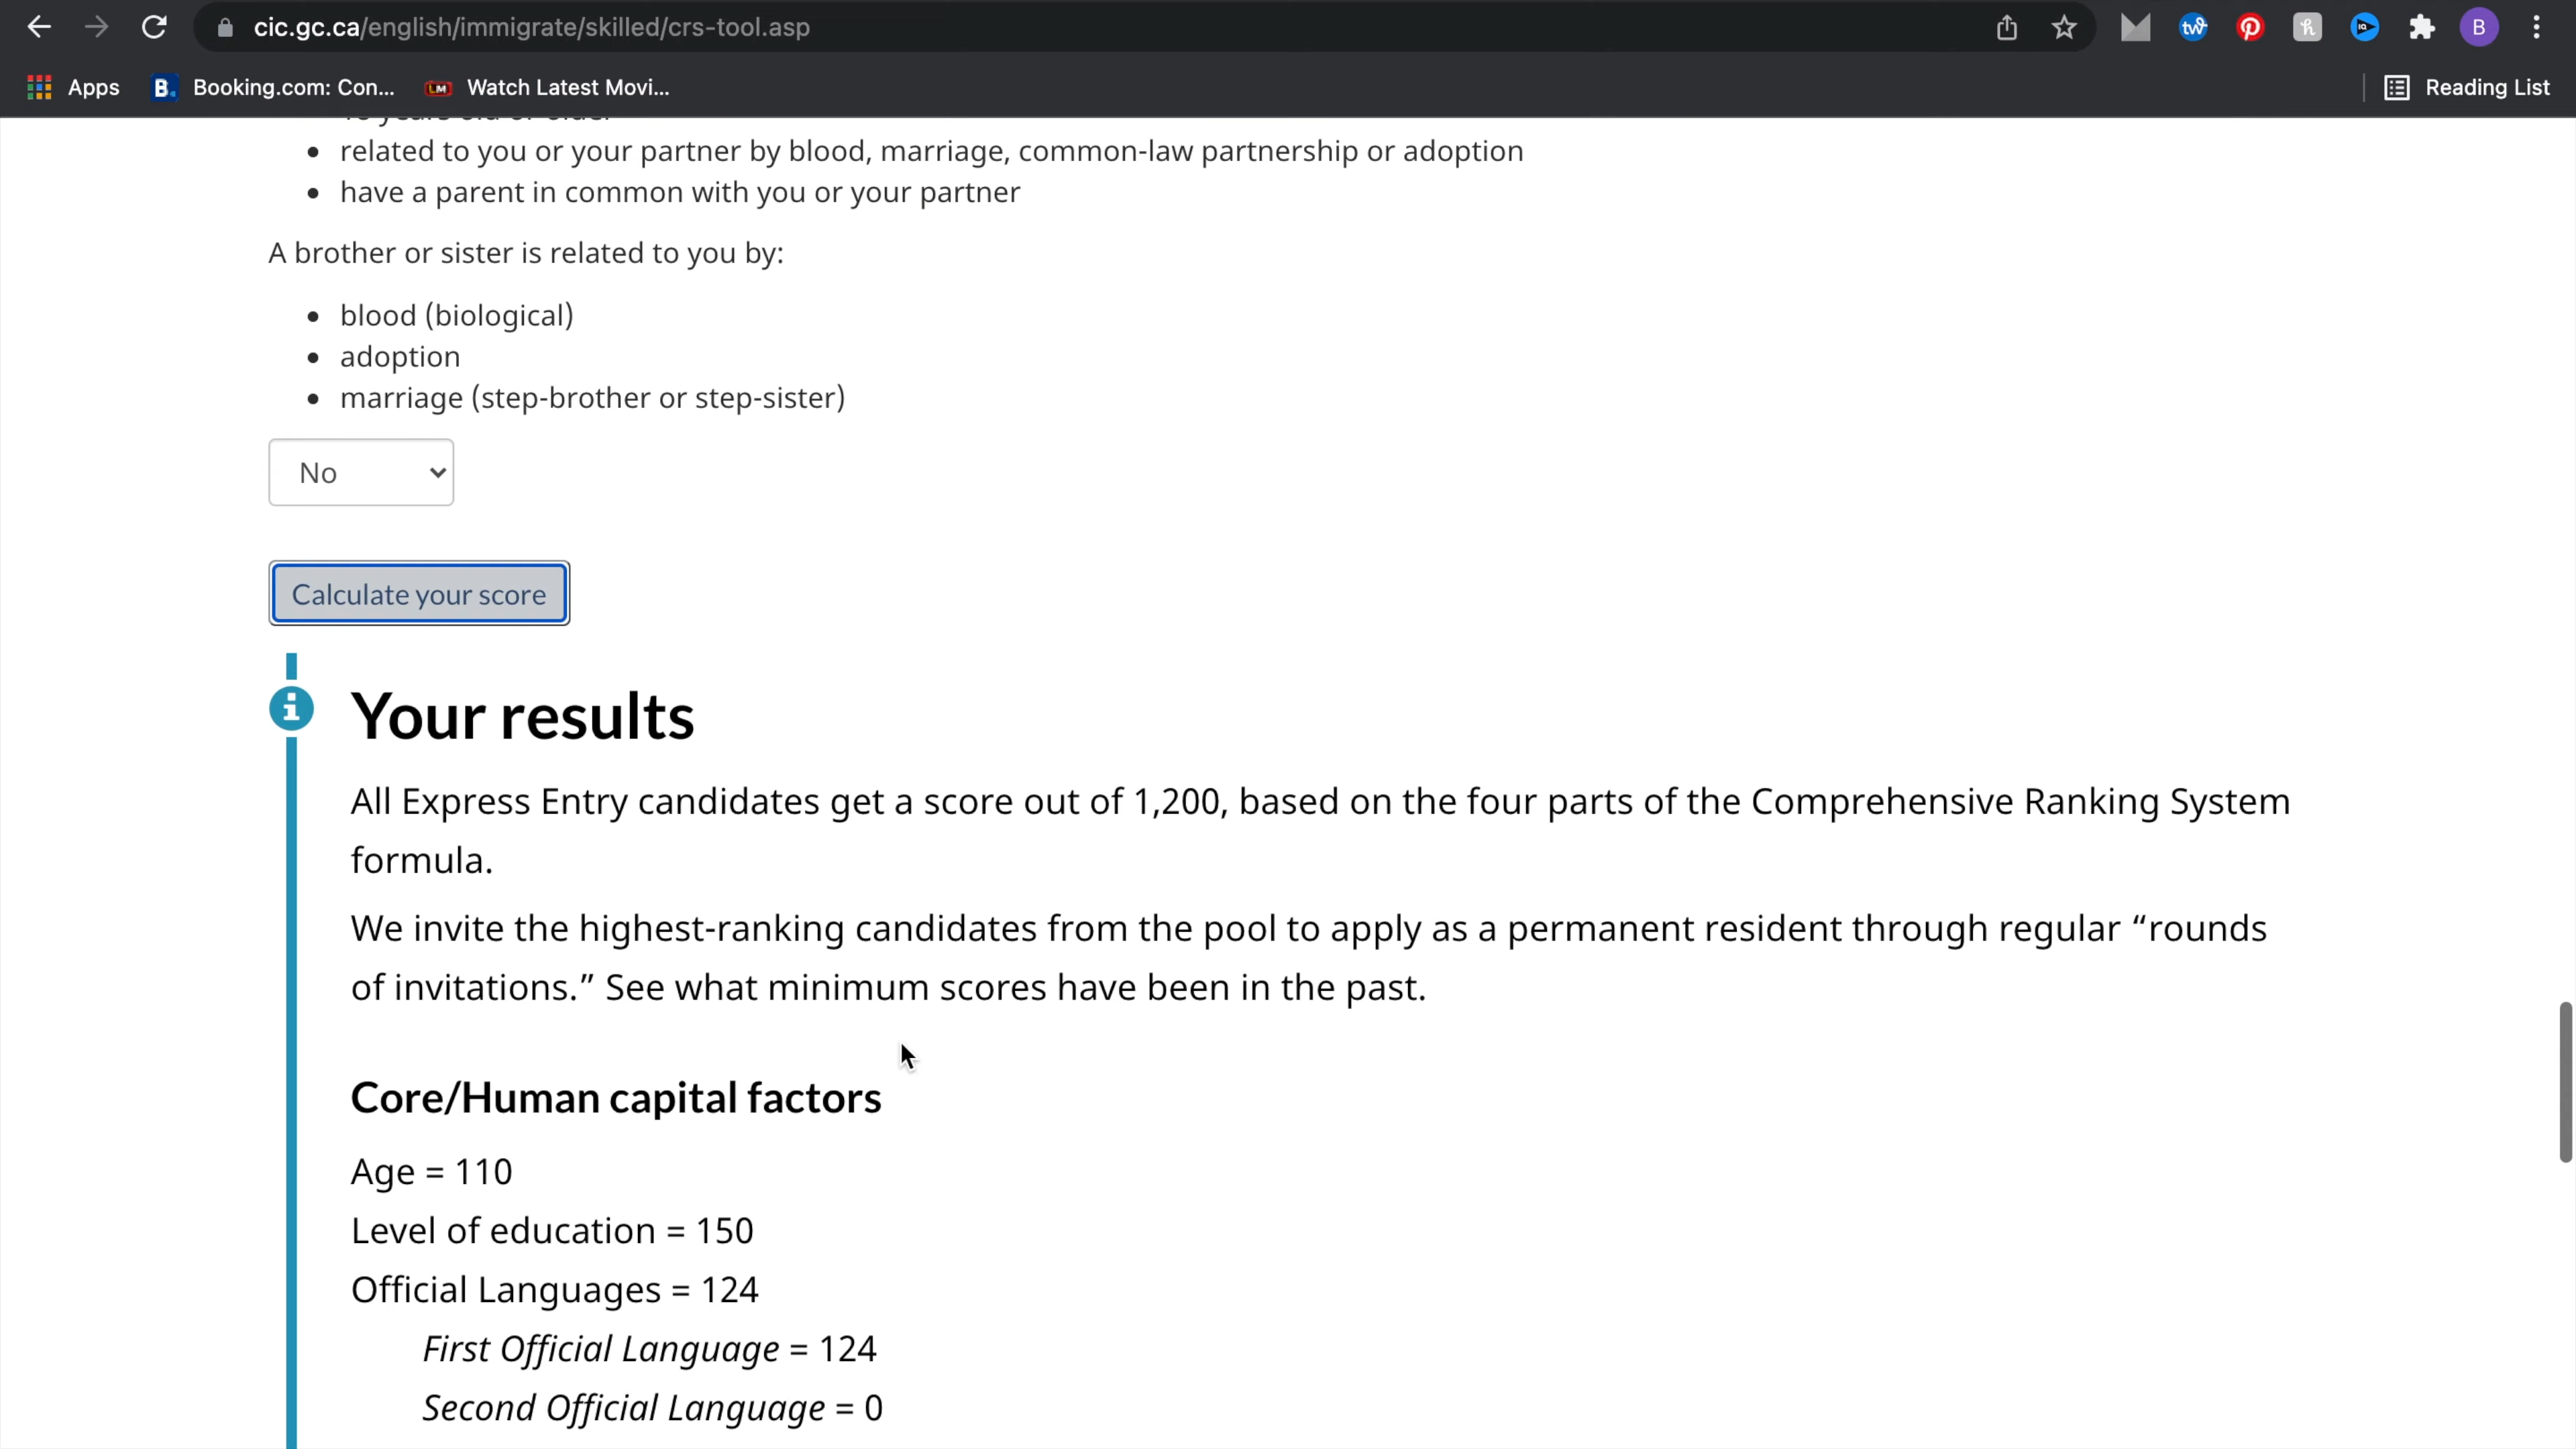 cic.gc.ca/english/immigrate/skilled/crs-tool.asp
tw
B
Apps
B. Booking.com: Con...
LM Watch Latest Movi...
Reading List
related to you or your partner by blood, marriage, common-law partnership or adoption
have a parent in common with you or your partner
A brother or sister is related to you by:
blood (biological)
adoption
marriage (step-brother or step-sister)
No
Calculate your score
Your results
All Express Entry candidates get a score out of 1,200, based on the four parts of the Comprehensive Ranking System
formula.
We invite the highest-ranking candidates from the pool to apply as a permanent resident through regular “rounds
of invitations.” See what minimum scores have been in the past.
Core/Human capital factors
Age = 110
Level of education = 150
Official Languages = 124
First Official Language = 124
Second Official Language = 0